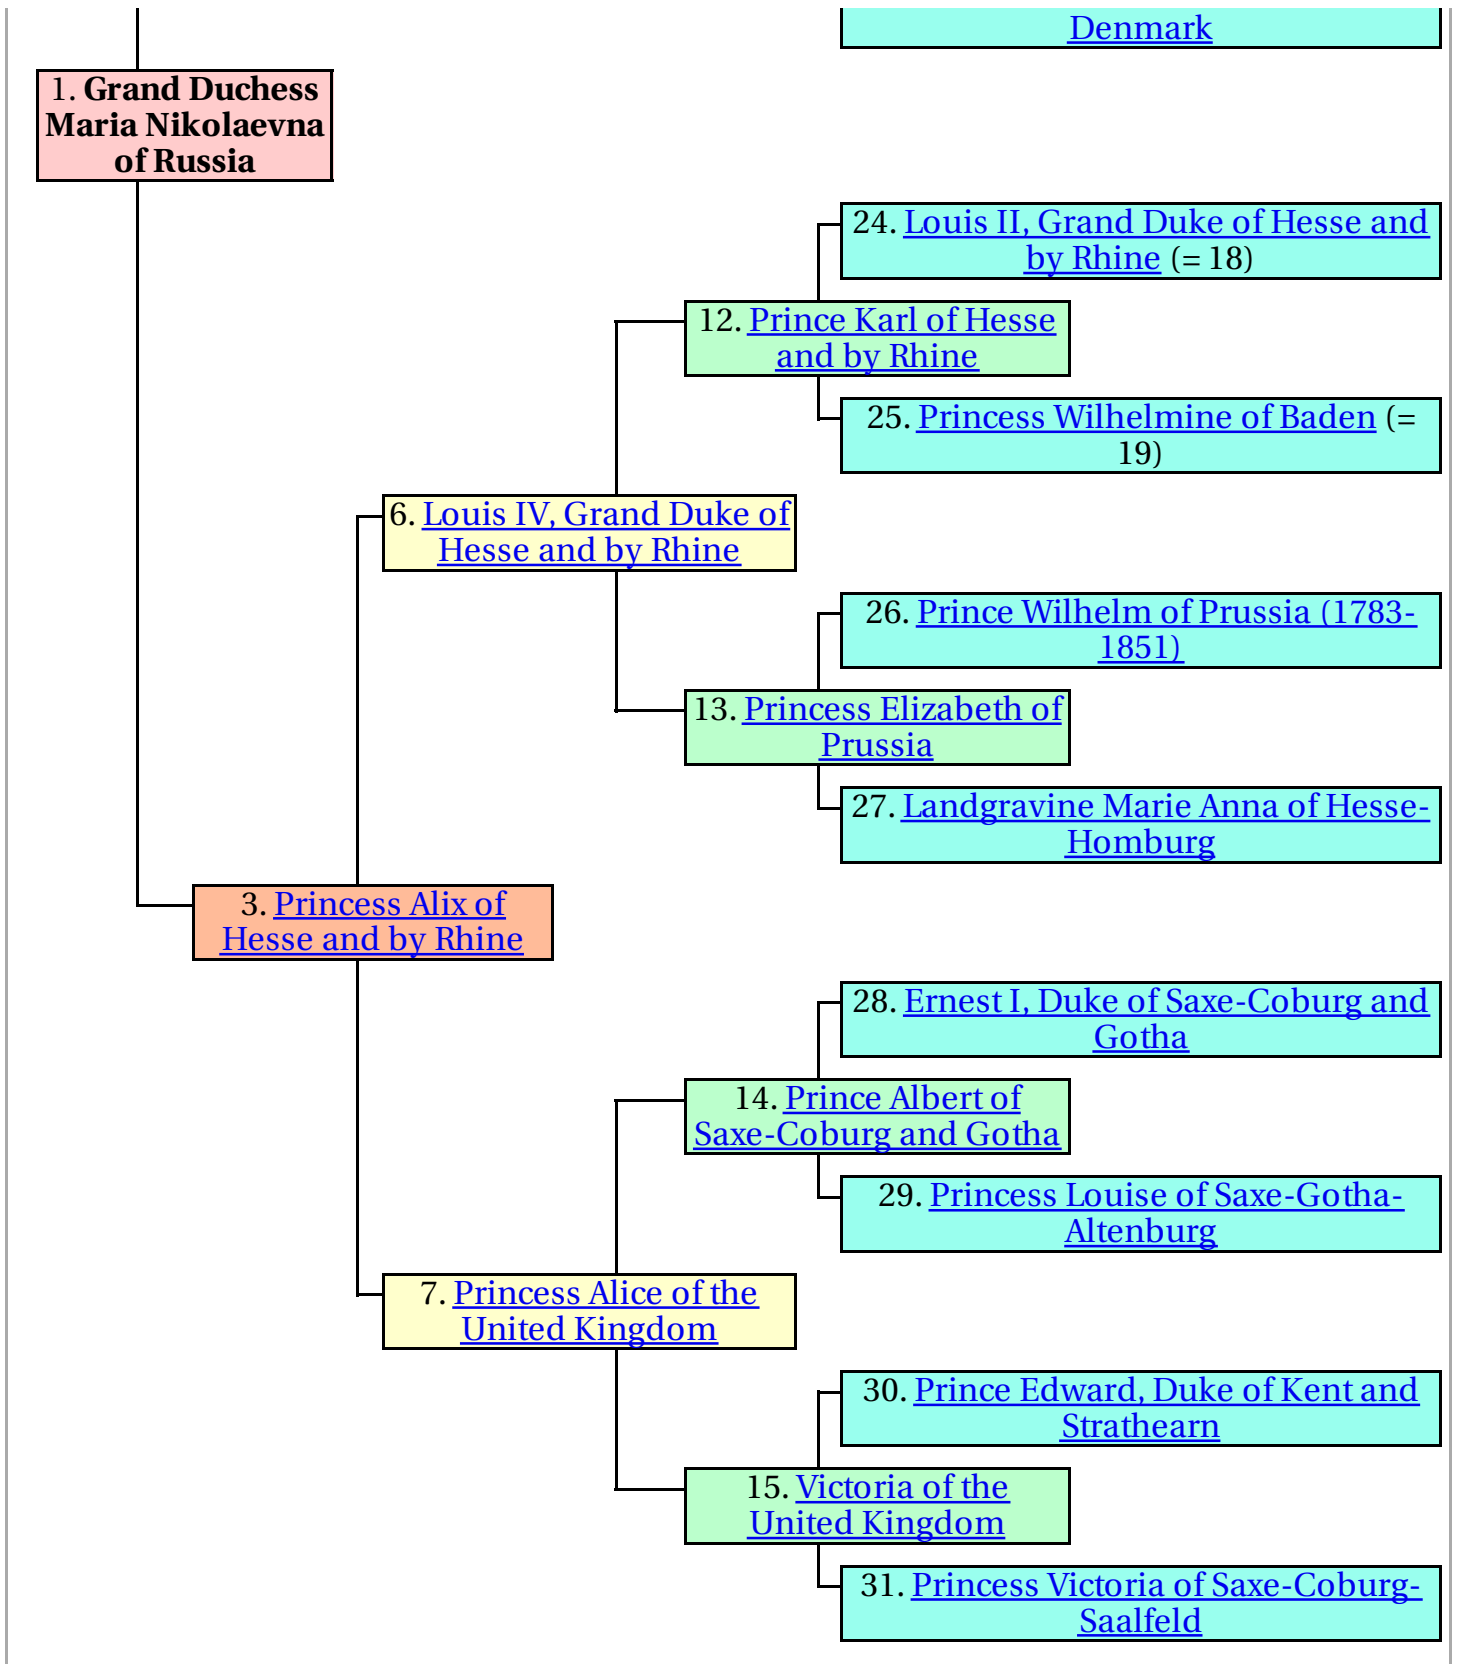 Denmark
1. Grand Duchess
Maria Nikolaevna
of Russia
24. Louis II, Grand Duke of Hesse and
by Rhine (= 18)
12. Prince Karl of Hesse
and by Rhine
25. Princess Wilhelmine of Baden (=
19)
6. Louis IV, Grand Duke of
Hesse and by Rhine
26. Prince Wilhelm of Prussia (1783-
1851)
13. Princess Elizabeth of
Prussia
27. Landgravine Marie Anna of Hesse-
Homburg
3. Princess Alix of
Hesse and by Rhine
28. Ernest I, Duke of Saxe-Coburg and
Gotha
14. Prince Albert of
Saxe-Coburg and Gotha
29. Princess Louise of Saxe-Gotha-
Altenburg
7. Princess Alice of the
United Kingdom
30. Prince Edward, Duke of Kent and
Strathearn
15. Victoria of the
United Kingdom
31. Princess Victoria of Saxe-Coburg-
Saalfeld